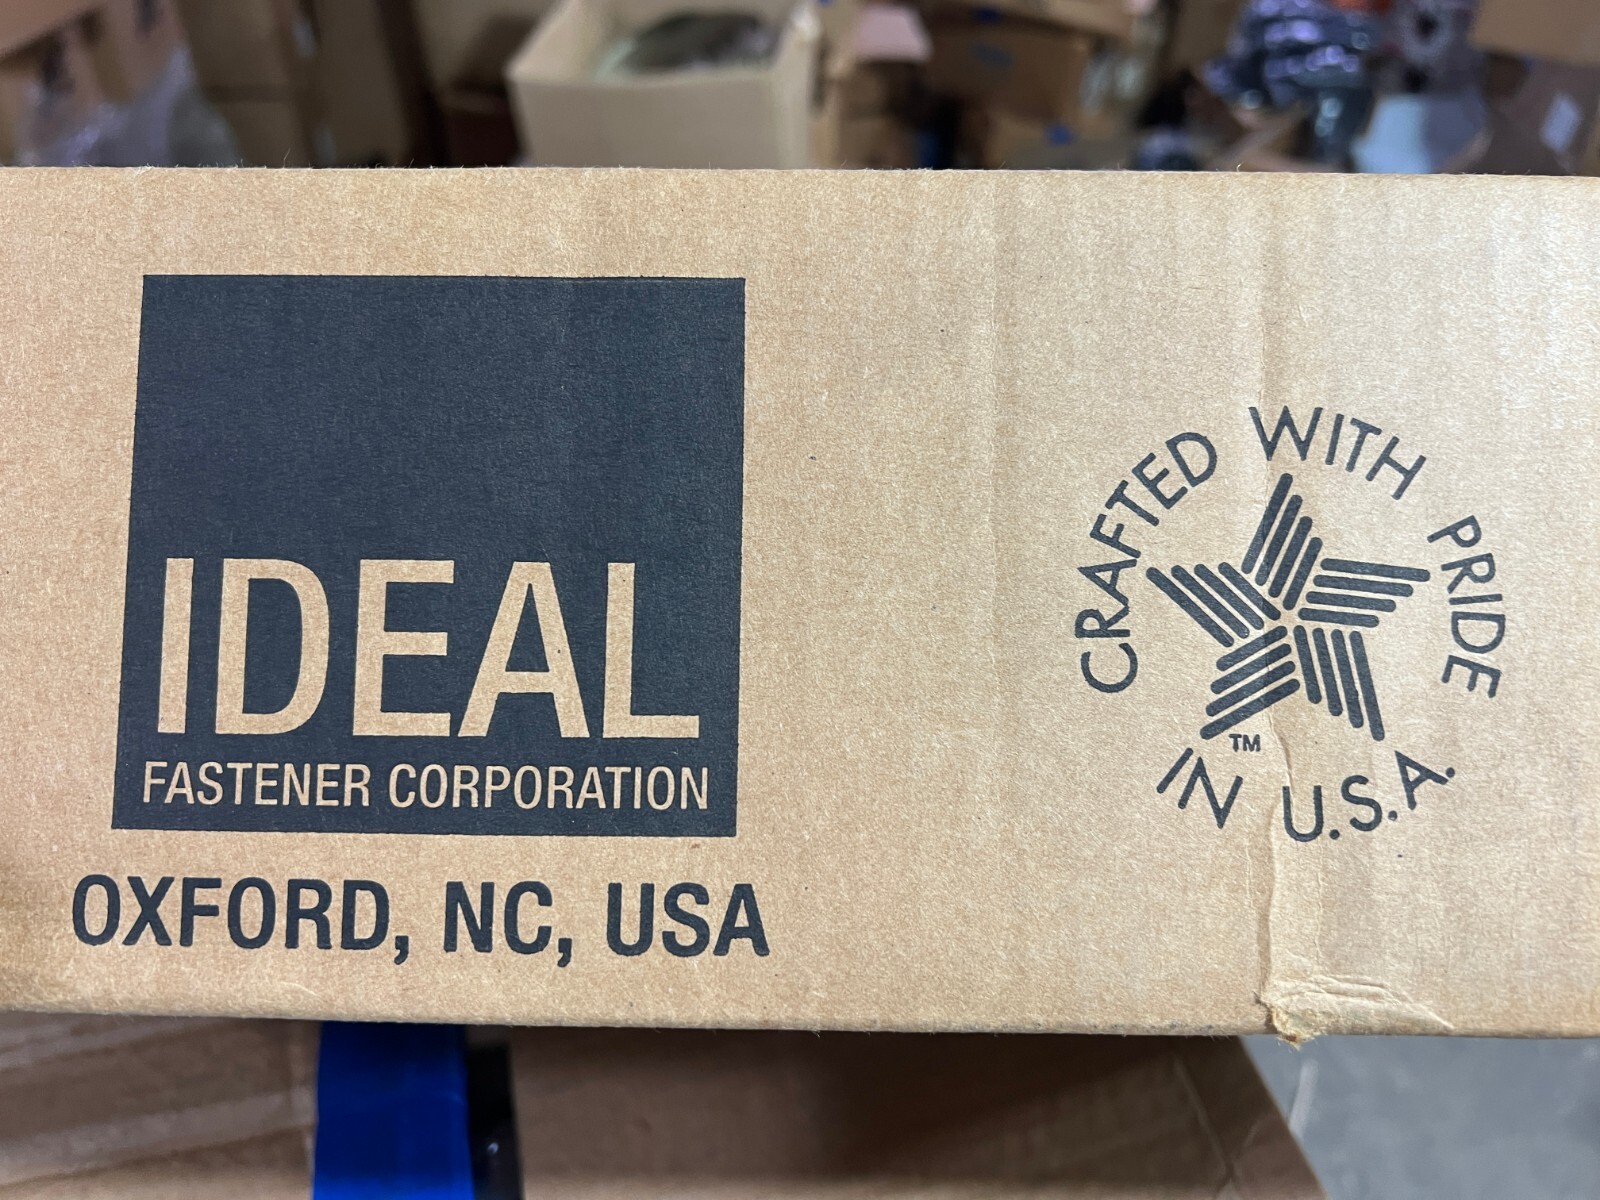 IDEAL
FASTENER CORPORATION
OXFORD, NC, USA
CRAFTED WITH PRIDE
IN U.S.A.
TM